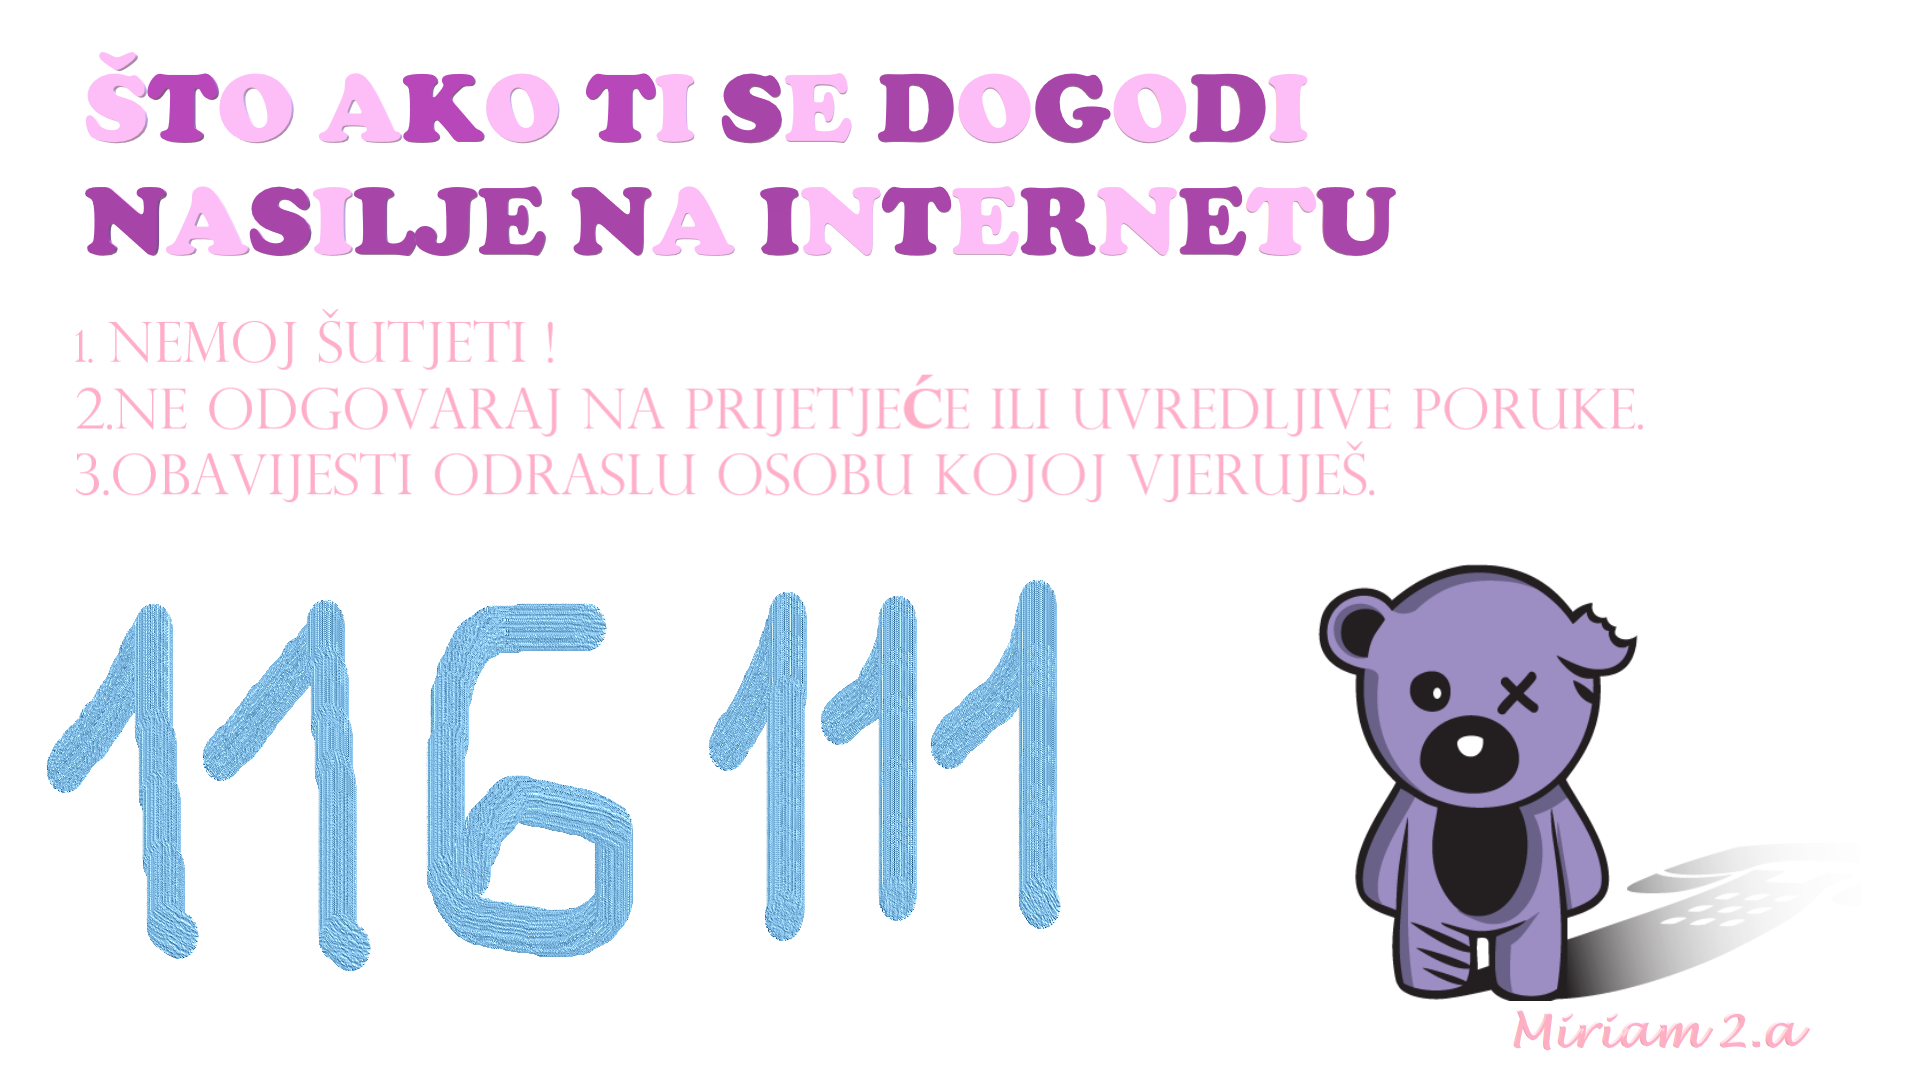 ŠTO AKO TI SE DOGODI
NASILJE NA INTERNETU
1. NEMOJ ŠUTJETI !
2.NE ODGOVARAJ NA PRIJETJEĆE ILI UVREDLJIVE PORUKE.
3.OBAVIJESTI ODRASLU OSOBU KOJOJ VJERUJEŠ.
116 111
Miriam 2.a